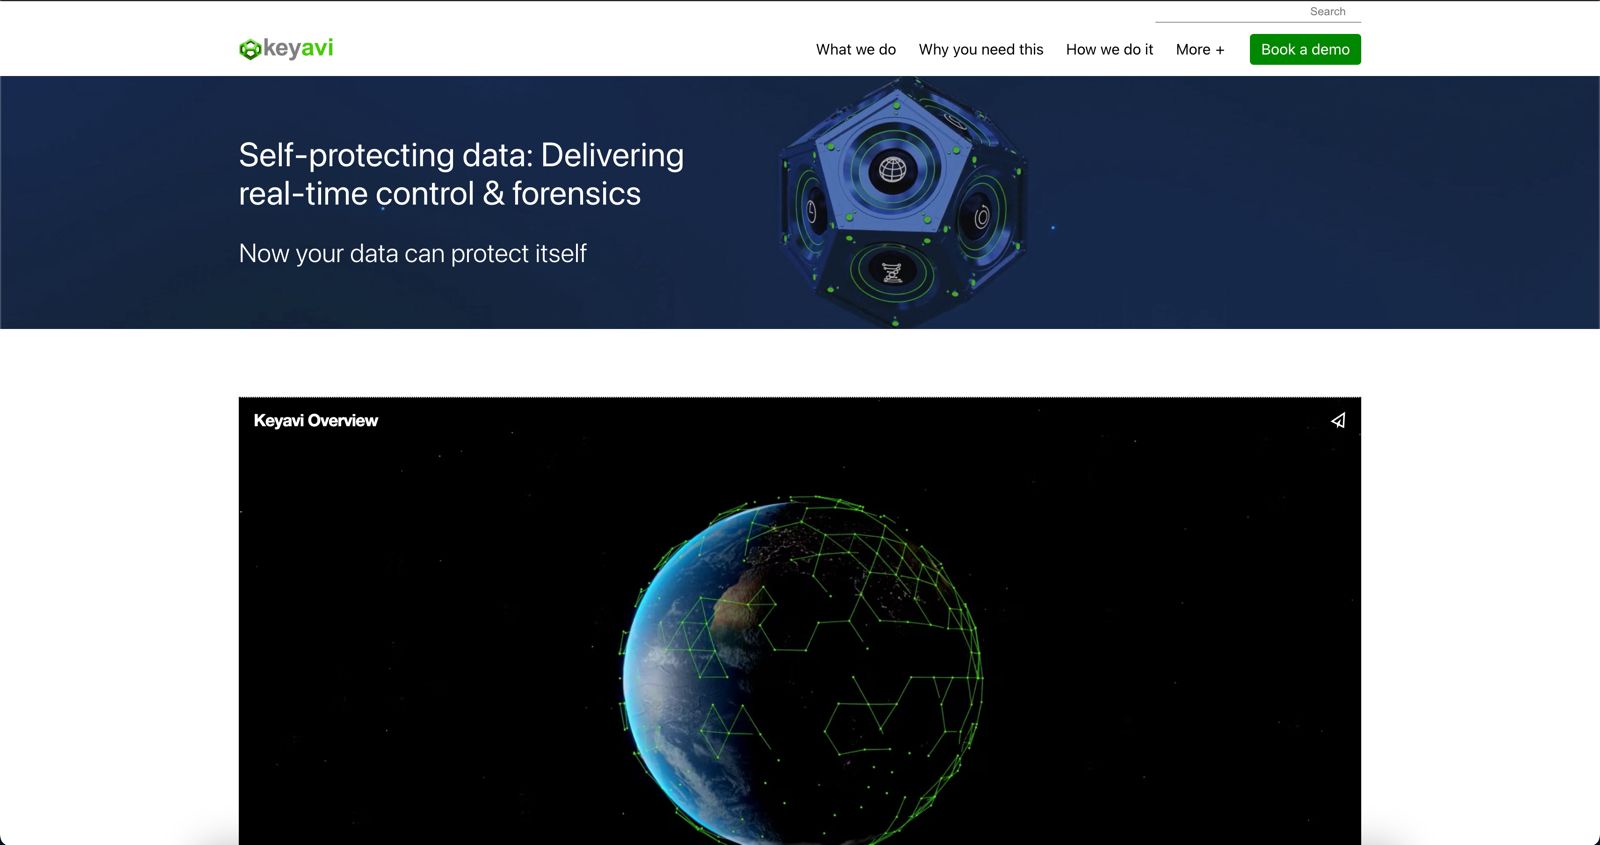 Search
keyavi
What we do
Why you need this
How we do it
More +
Book a demo
Self-protecting data: Delivering
real-time control & forensics
Now your data can protect itself
Keyavi Overview